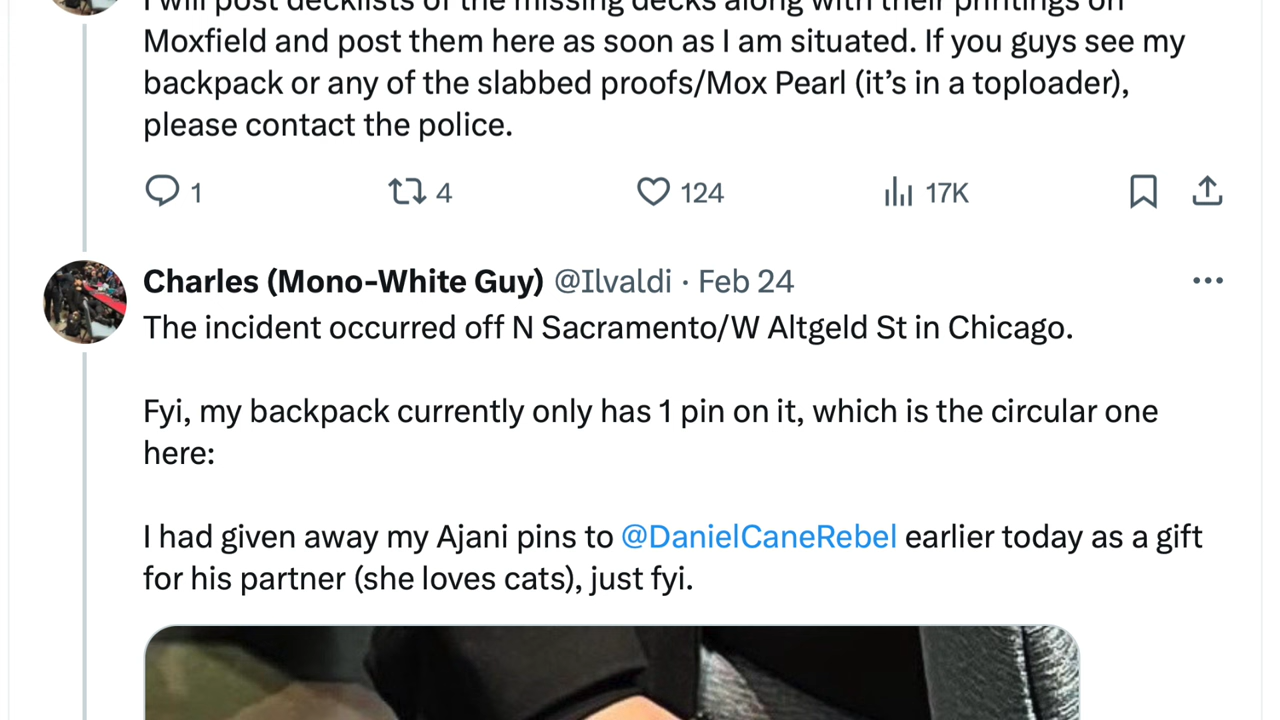 I will post decklists of the missing decks along with their printings on
Moxfield and post them here as soon as I am situated. If you guys see my
backpack or any of the slabbed proofs/Mox Pearl (it’s in a toploader),
please contact the police.
1 4 124 17K
Charles (Mono-White Guy) @Ilvaldi · Feb 24
The incident occurred off N Sacramento/W Altgeld St in Chicago.
Fyi, my backpack currently only has 1 pin on it, which is the circular one
here:
I had given away my Ajani pins to @DanielCaneRebel earlier today as a gift
for his partner (she loves cats), just fyi.